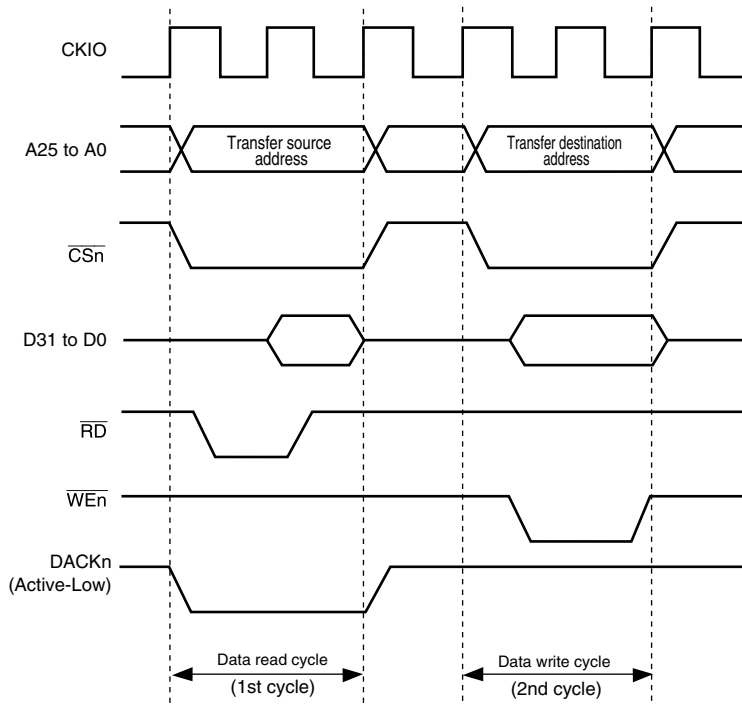 CKIO
A25 to A0
Transfer source
address
Transfer destination
address
CSn
D31 to D0
RD
WEn
DACKn
(Active-Low)
Data read cycle
(1st cycle)
Data write cycle
(2nd cycle)